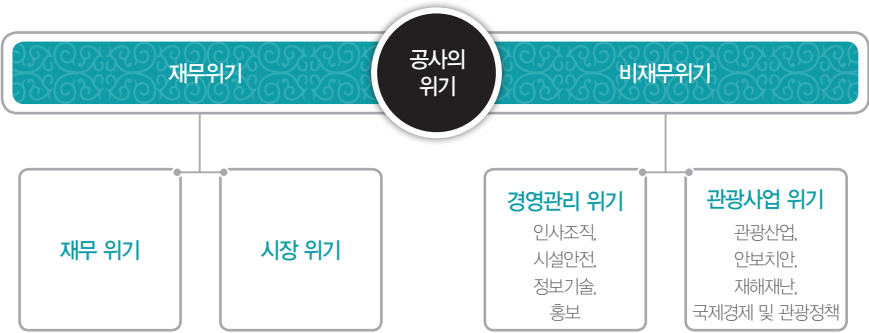 재무위기
공사의
위기
비재무위기
재무 위기
시장 위기
경영관리 위기
인사조직,
시설안전,
정보기술,
홍보
관광사업 위기
관광산업,
안보치안,
재해재난,
국제경제 및 관광정책